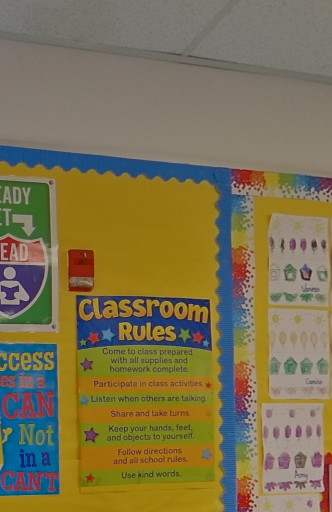 EADY
ET
EAD
Classroom
Rules
Come to class prepared
with all supplies and
homework complete.
Participate in class activities.
Listen when others are talking.
Share and take turns.
Keep your hands, feet,
and objects to yourself.
Follow directions
and all school rules.
Use kind words.
ccess
es in a
CAN
Not
in a
CAN'T
Vanessa
Camila